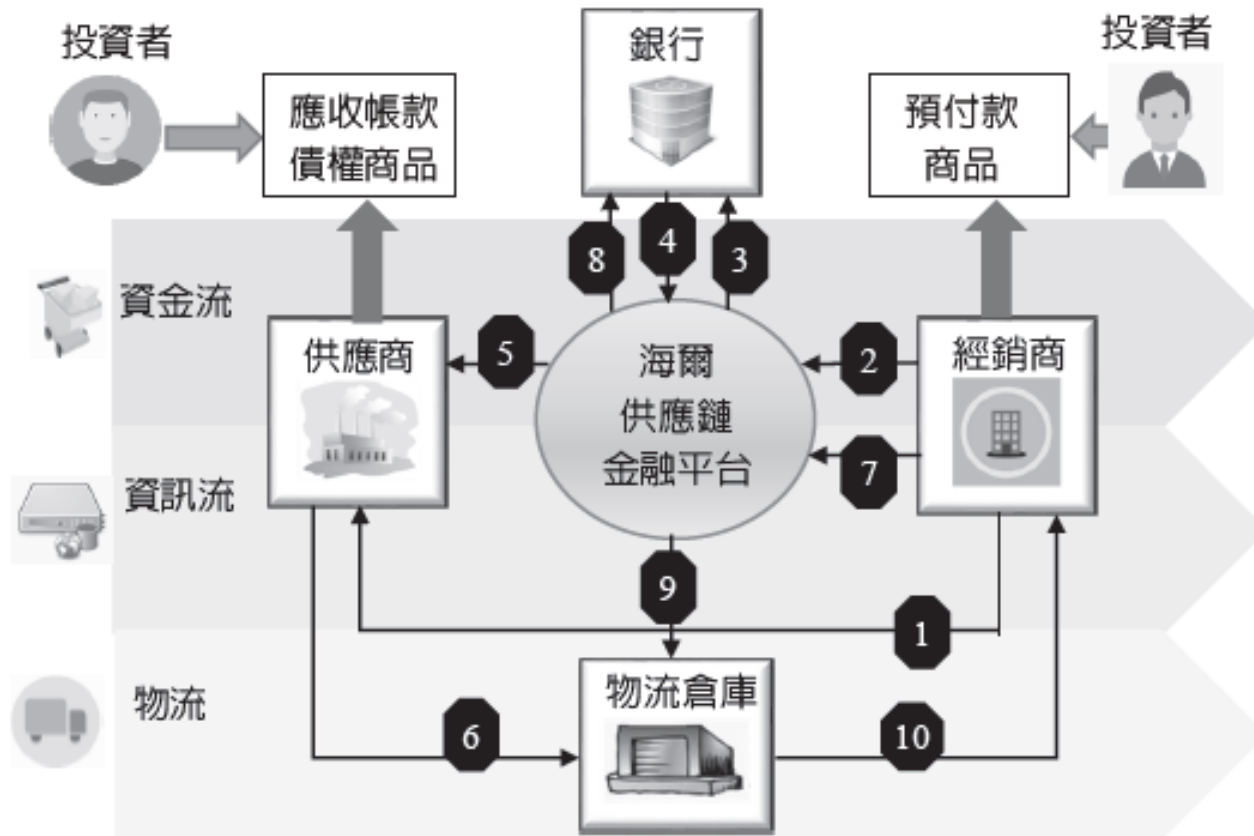 投資者
銀行
投資者
應收帳款
債權商品
預付款
商品
8
4
3
資金流
供應商
5
海爾
供應鏈
金融平台
2
經銷商
7
資訊流
9
1
物流
物流倉庫
6
10